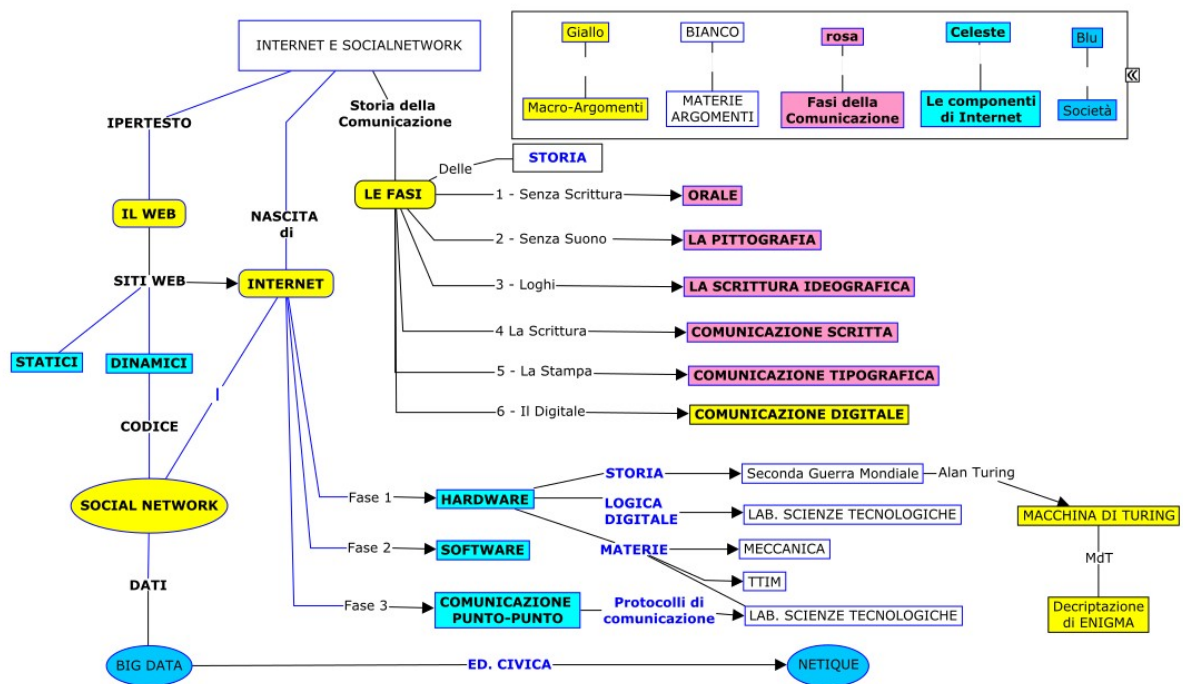 INTERNET E SOCIALNETWORK
Giallo
BIANCO
rosa
Celeste
Blu
Macro-Argomenti
MATERIE
ARGOMENTI
Fasi della
Comunicazione
Le componenti
di Internet
Società
Storia della
Comunicazione
IPERTESTO
Delle
STORIA
LE FASI
1 - Senza Scrittura
ORALE
IL WEB
NASCITA
di
2 - Senza Suono
LA PITTOGRAFIA
SITI WEB
INTERNET
3 - Loghi
LA SCRITTURA IDEOGRAFICA
4 La Scrittura
COMUNICAZIONE SCRITTA
STATICI
DINAMICI
5 - La Stampa
COMUNICAZIONE TIPOGRAFICA
I
6 - Il Digitale
COMUNICAZIONE DIGITALE
CODICE
STORIA
Seconda Guerra Mondiale
Alan Turing
SOCIAL NETWORK
Fase 1
HARDWARE
LOGICA
DIGITALE
LAB. SCIENZE TECNOLOGICHE
MACCHINA DI TURING
Fase 2
SOFTWARE
MATERIE
MECCANICA
MdT
DATI
TTIM
Fase 3
COMUNICAZIONE
PUNTO-PUNTO
Protocolli di
comunicazione
LAB. SCIENZE TECNOLOGICHE
Decriptazione
di ENIGMA
BIG DATA
ED. CIVICA
NETIQUE